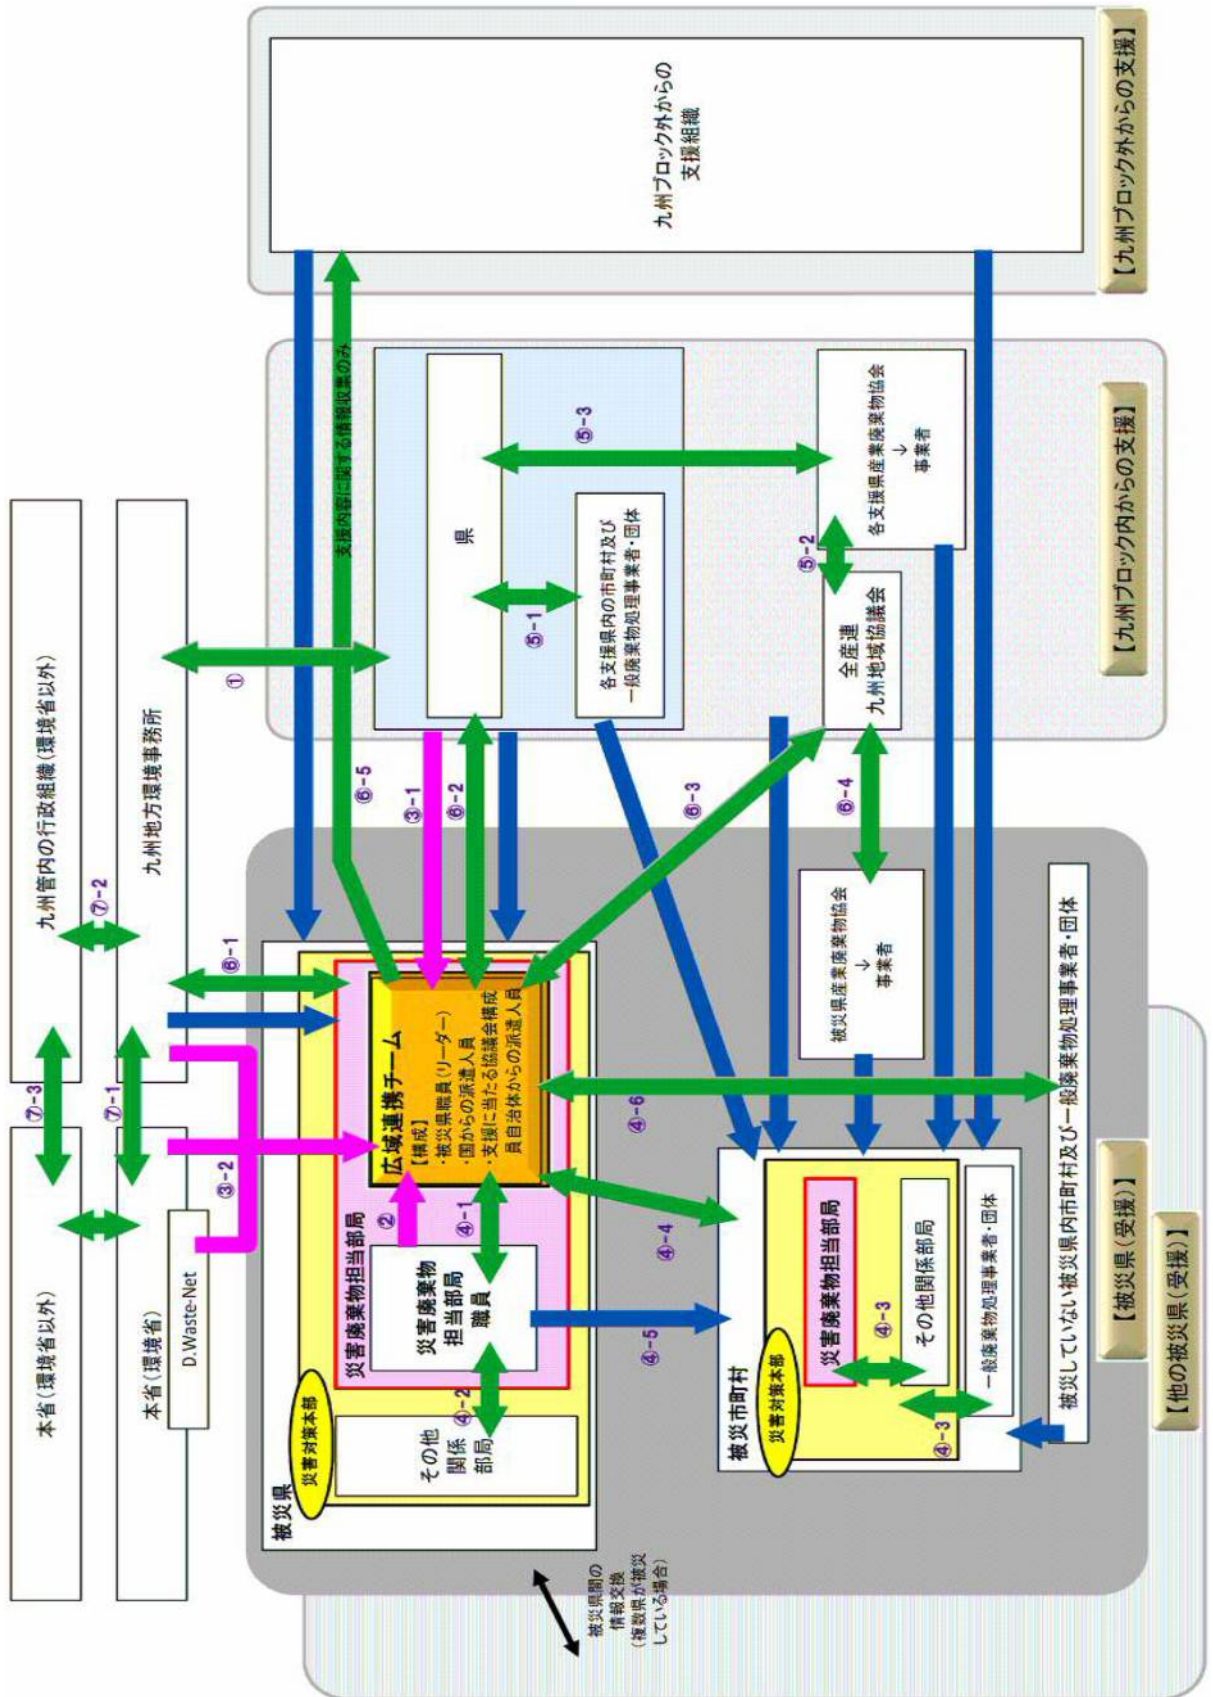 本省(環境省以外)
⑦-3
九州管内の行政組織(環境省以外)
⑦-2
本省(環境省)
D.Waste-Net
⑦-1
九州地方環境事務所
③-2
⑥-1
①
被災県
災害対策本部
その他
関係
部局
④-2
災害廃棄物担当部局
災害廃棄物
担当部局
職員
②
④-1
広域連携チーム
【構成】
・被災県職員(リーダー)
・国からの派遣人員
・支援に当たる協議会構成
員自治体からの派遣人員
⑥-5
③-1
⑥-2
⑥-3
支援内容に関する情報収集のみ
県
⑤-1
⑤-3
各支援県内の市町村及び
一般廃棄物処理事業者・団体
全産連
九州地域協議会
⑤-2
各支援県産業廃棄物協会
↓
事業者
⑥-4
被災県産業廃棄物協会
↓
事業者
九州ブロック外からの
支援組織
被災県間の
情報交換
(複数県が被災
している場合)
④-5
④-4
④-6
被災市町村
災害対策本部
災害廃棄物担当部局
④-3
その他関係部局
④-3
一般廃棄物処理事業者・団体
被災していない被災県内市町村及び一般廃棄物処理事業者・団体
【被災県(受援)】
【他の被災県(受援)】
【九州ブロック内からの支援】
【九州ブロック外からの支援】